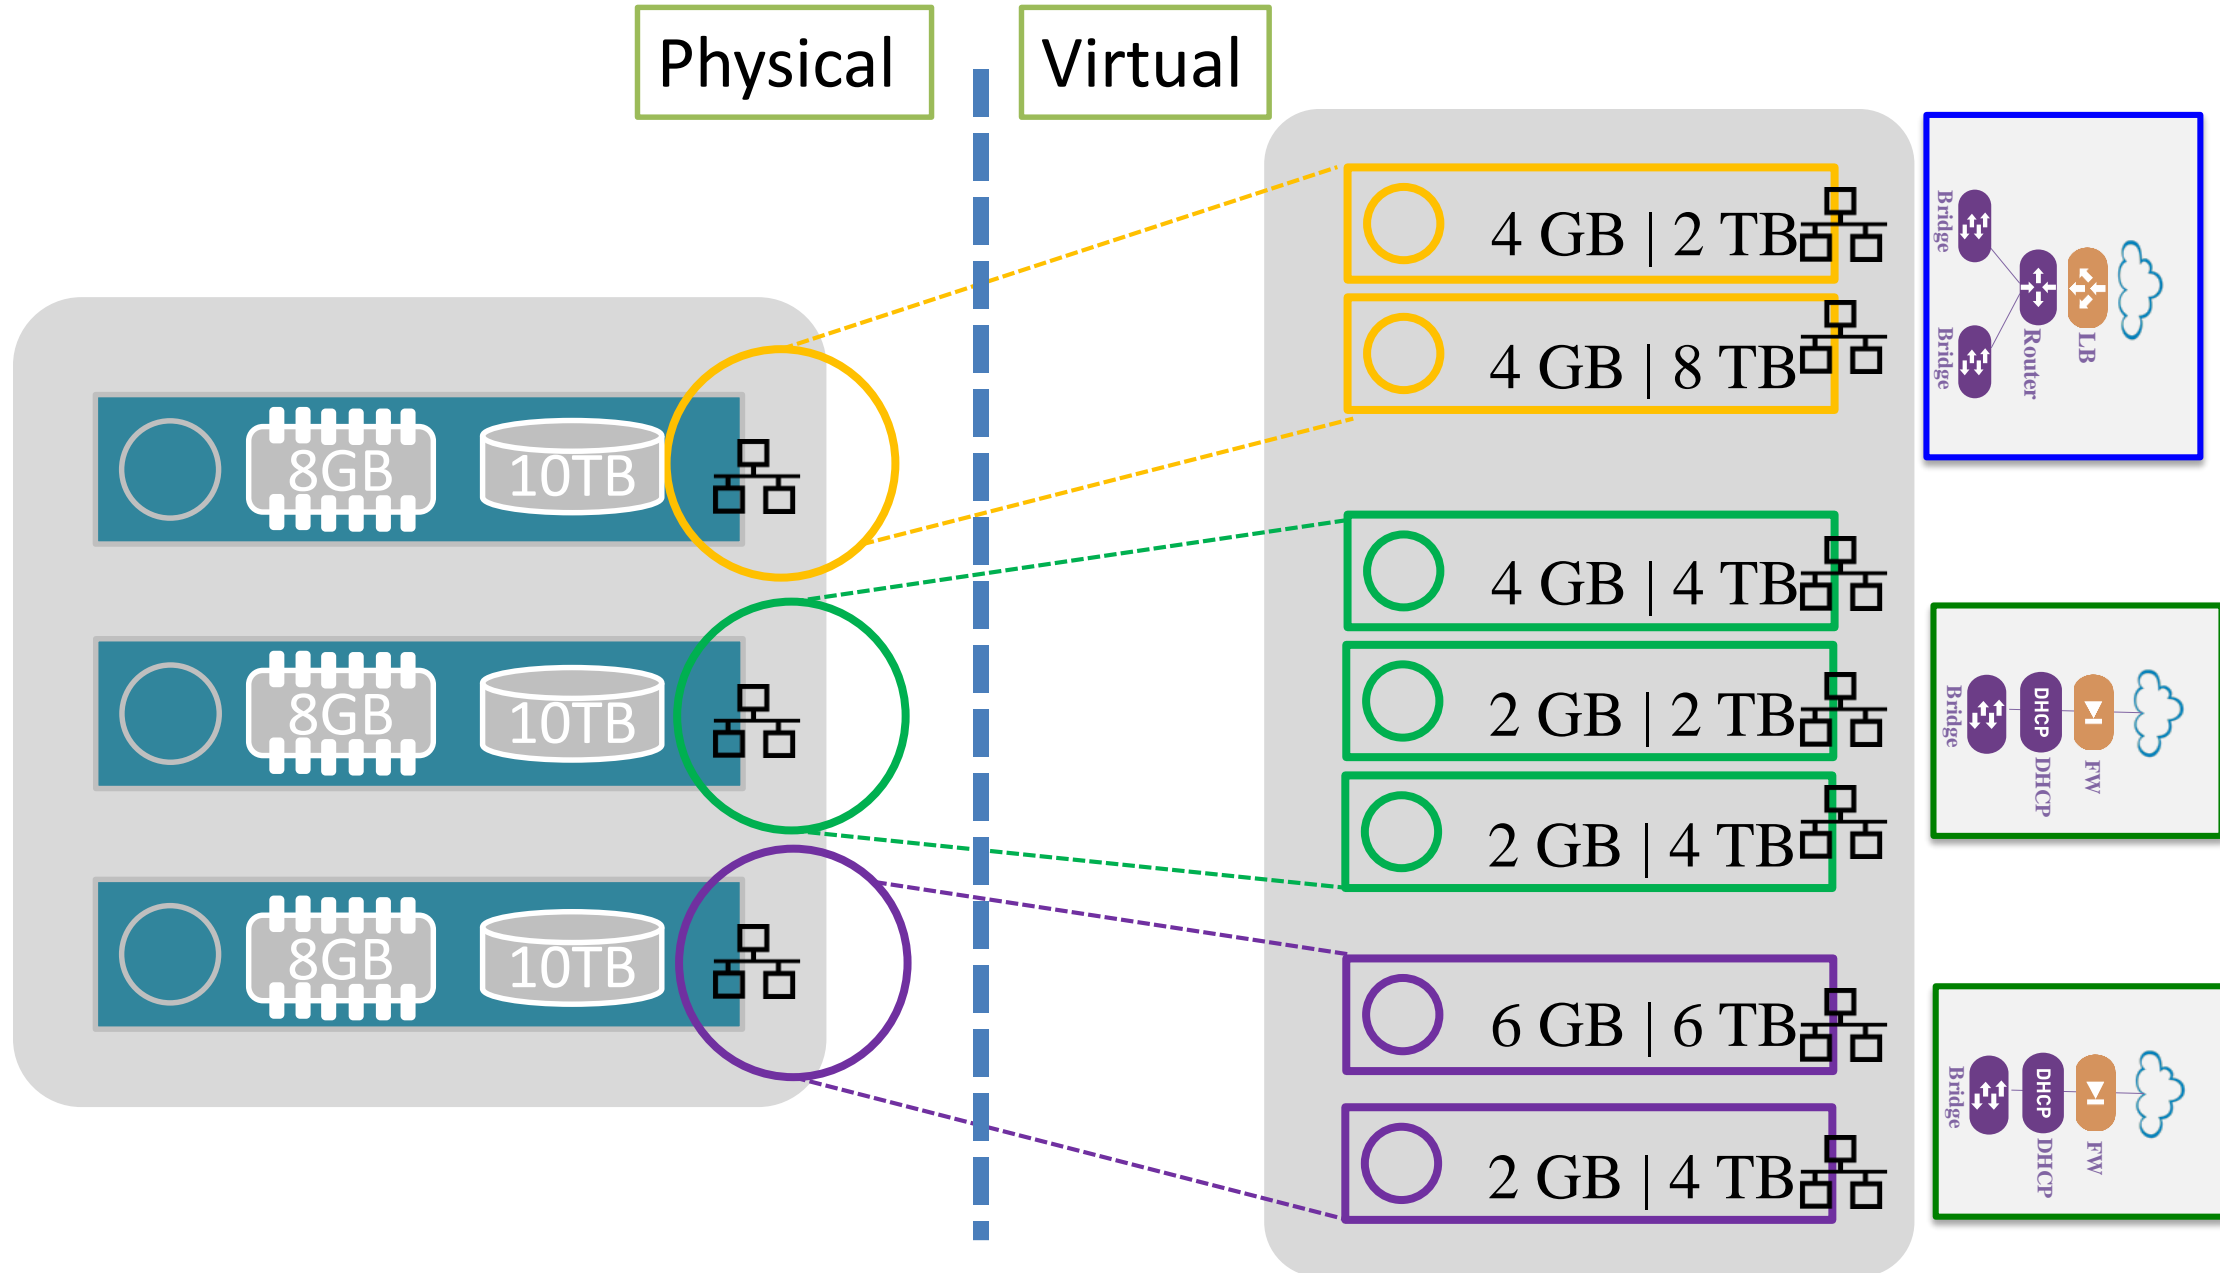 Physical
Virtual
8GB
10TB
8GB
10TB
8GB
10TB
4 GB | 2 TB
4 GB | 8 TB
4 GB | 4 TB
2 GB | 2 TB
2 GB | 4 TB
6 GB | 6 TB
2 GB | 4 TB
LB
Router
Bridge
Bridge
FW
DHCP
DHCP
Bridge
FW
DHCP
DHCP
Bridge